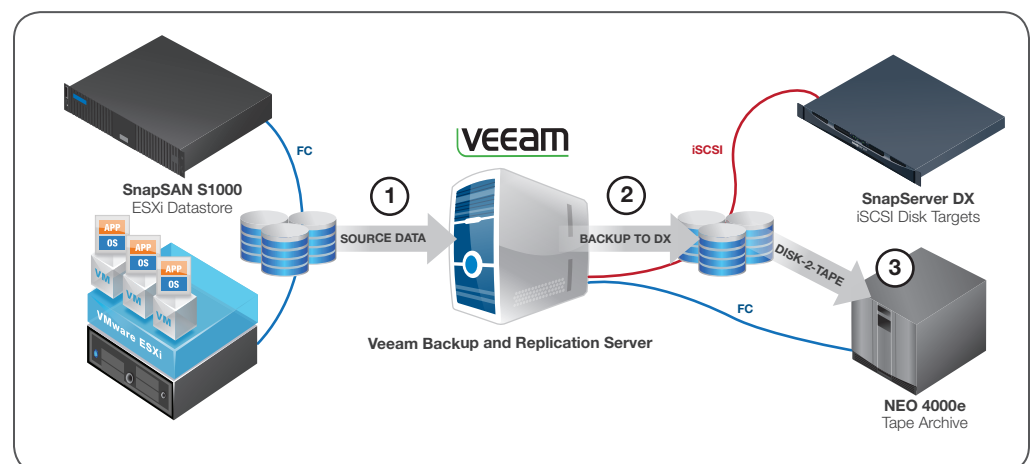 SnapSAN S1000
ESXi Datastore
FC
APP
OS
VM
APP
OS
VM
APP
OS
VM
VMware ESXi
1
SOURCE DATA
veeam
Veeam Backup and Replication Server
2
BACKUP TO DX
iSCSI
SnapServer DX
iSCSI Disk Targets
DISK-2-TAPE
3
FC
NEO 4000e
Tape Archive